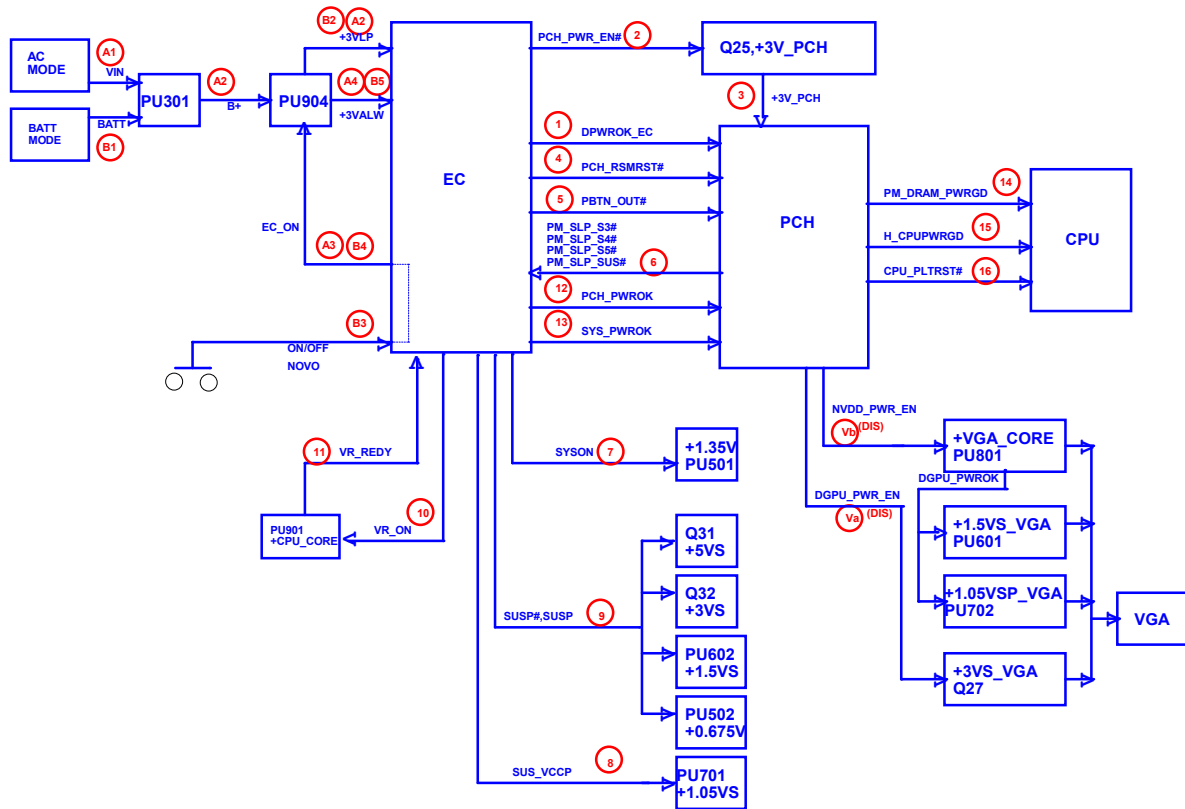 B2
A2
+3VLP
AC
MODE
A1
VIN
PU301
A2
B+
PU904
A4
B5
+3VALW
BATT
MODE
BATT
B1
EC_ON
A3
B4
B3
ON/OFF
NOVO
EC
PCH_PWR_EN#
2
Q25,+3V_PCH
3
+3V_PCH
1
DPWROK_EC
4
PCH_RSMRST#
5
PBTN_OUT#
PM_SLP_S3#
PM_SLP_S4#
PM_SLP_S5#
PM_SLP_SUS#
6
12
PCH_PWROK
13
SYS_PWROK
PCH
PM_DRAM_PWRGD
14
H_CPUPWRGD
15
CPU_PLTRST#
16
CPU
11
VR_REDY
PU901
+CPU_CORE
VR_ON
10
SYSON
7
+1.35V
PU501
SUSP#,SUSP
9
Q31
+5VS
Q32
+3VS
PU602
+1.5VS
PU502
+0.675V
SUS_VCCP
8
PU701
+1.05VS
NVDD_PWR_EN
Vb
(DIS)
DGPU_PWR_EN
Va
(DIS)
+VGA_CORE
PU801
DGPU_PWROK
+1.5VS_VGA
PU601
+1.05VSP_VGA
PU702
+3VS_VGA
Q27
VGA